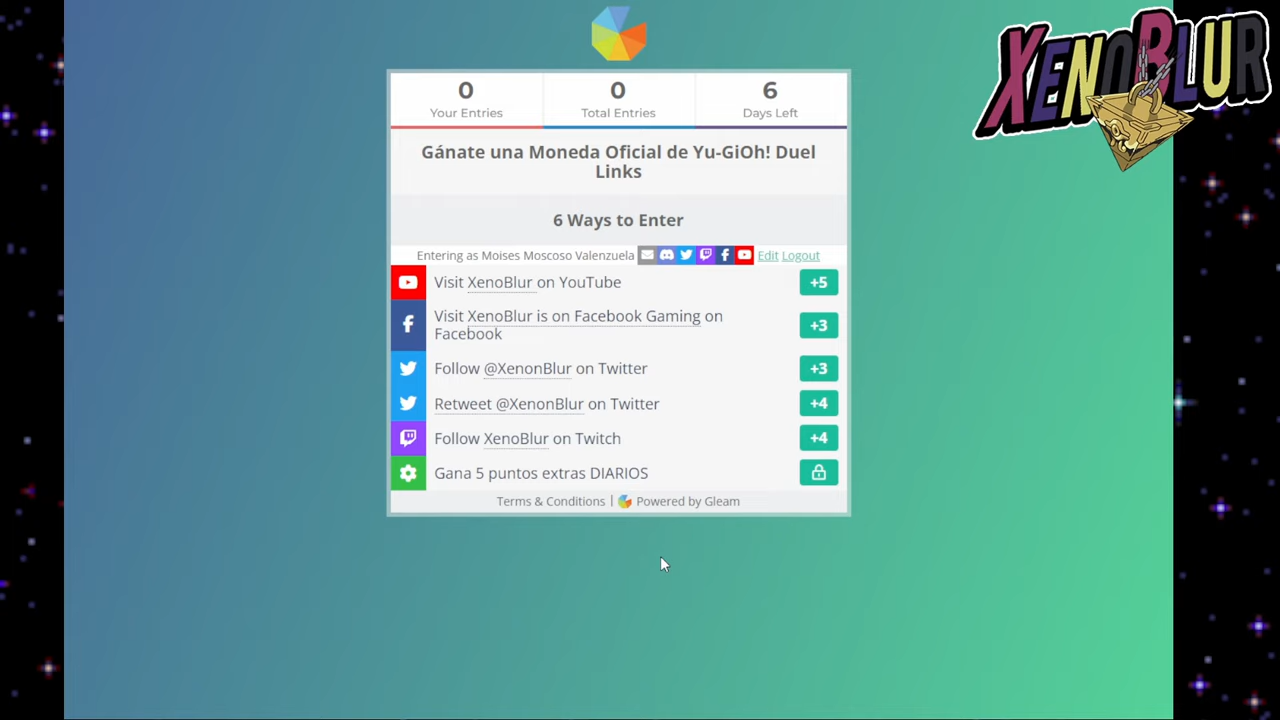 XENOBLUR
0 0 6
Your Entries Total Entries Days Left
Gánate una Moneda Oficial de Yu-GiOh! Duel
Links
6 Ways to Enter
Entering as Moises Moscoso Valenzuela Edit Logout
Visit XenoBlur on YouTube +5
Visit XenoBlur is on Facebook Gaming on
Facebook +3
Follow @XenonBlur on Twitter +3
Retweet @XenonBlur on Twitter +4
Follow XenoBlur on Twitch +4
Gana 5 puntos extras DIARIOS
Terms & Conditions | Powered by Gleam